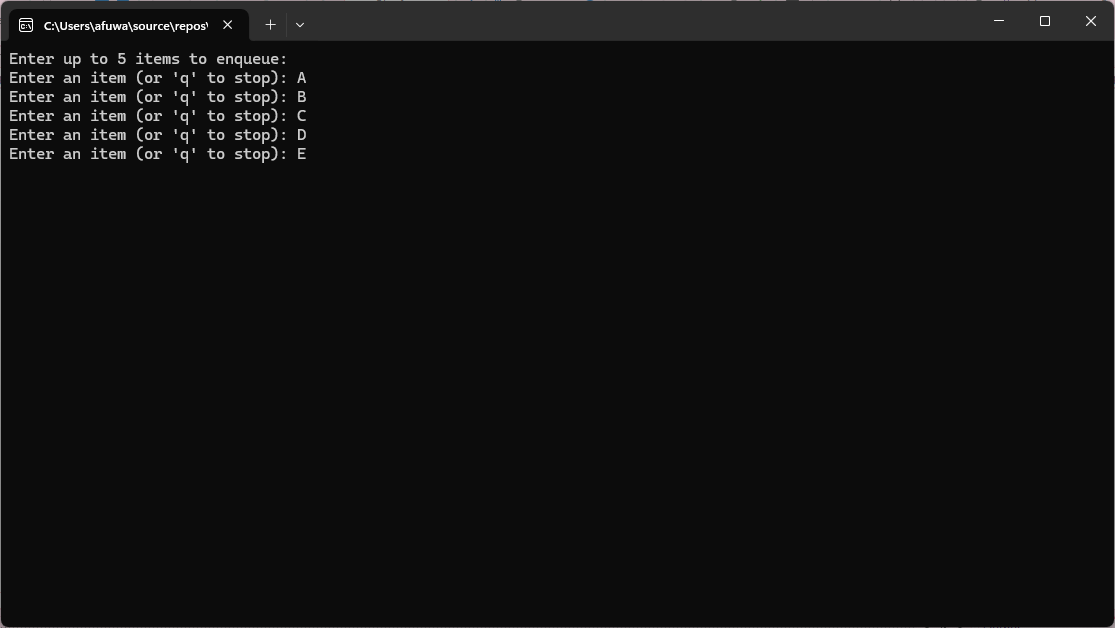 C:\Users\afuwa\source\repos\
Enter up to 5 items to enqueue:
Enter an item (or 'q' to stop): A
Enter an item (or 'q' to stop): B
Enter an item (or 'q' to stop): C
Enter an item (or 'q' to stop): D
Enter an item (or 'q' to stop): E